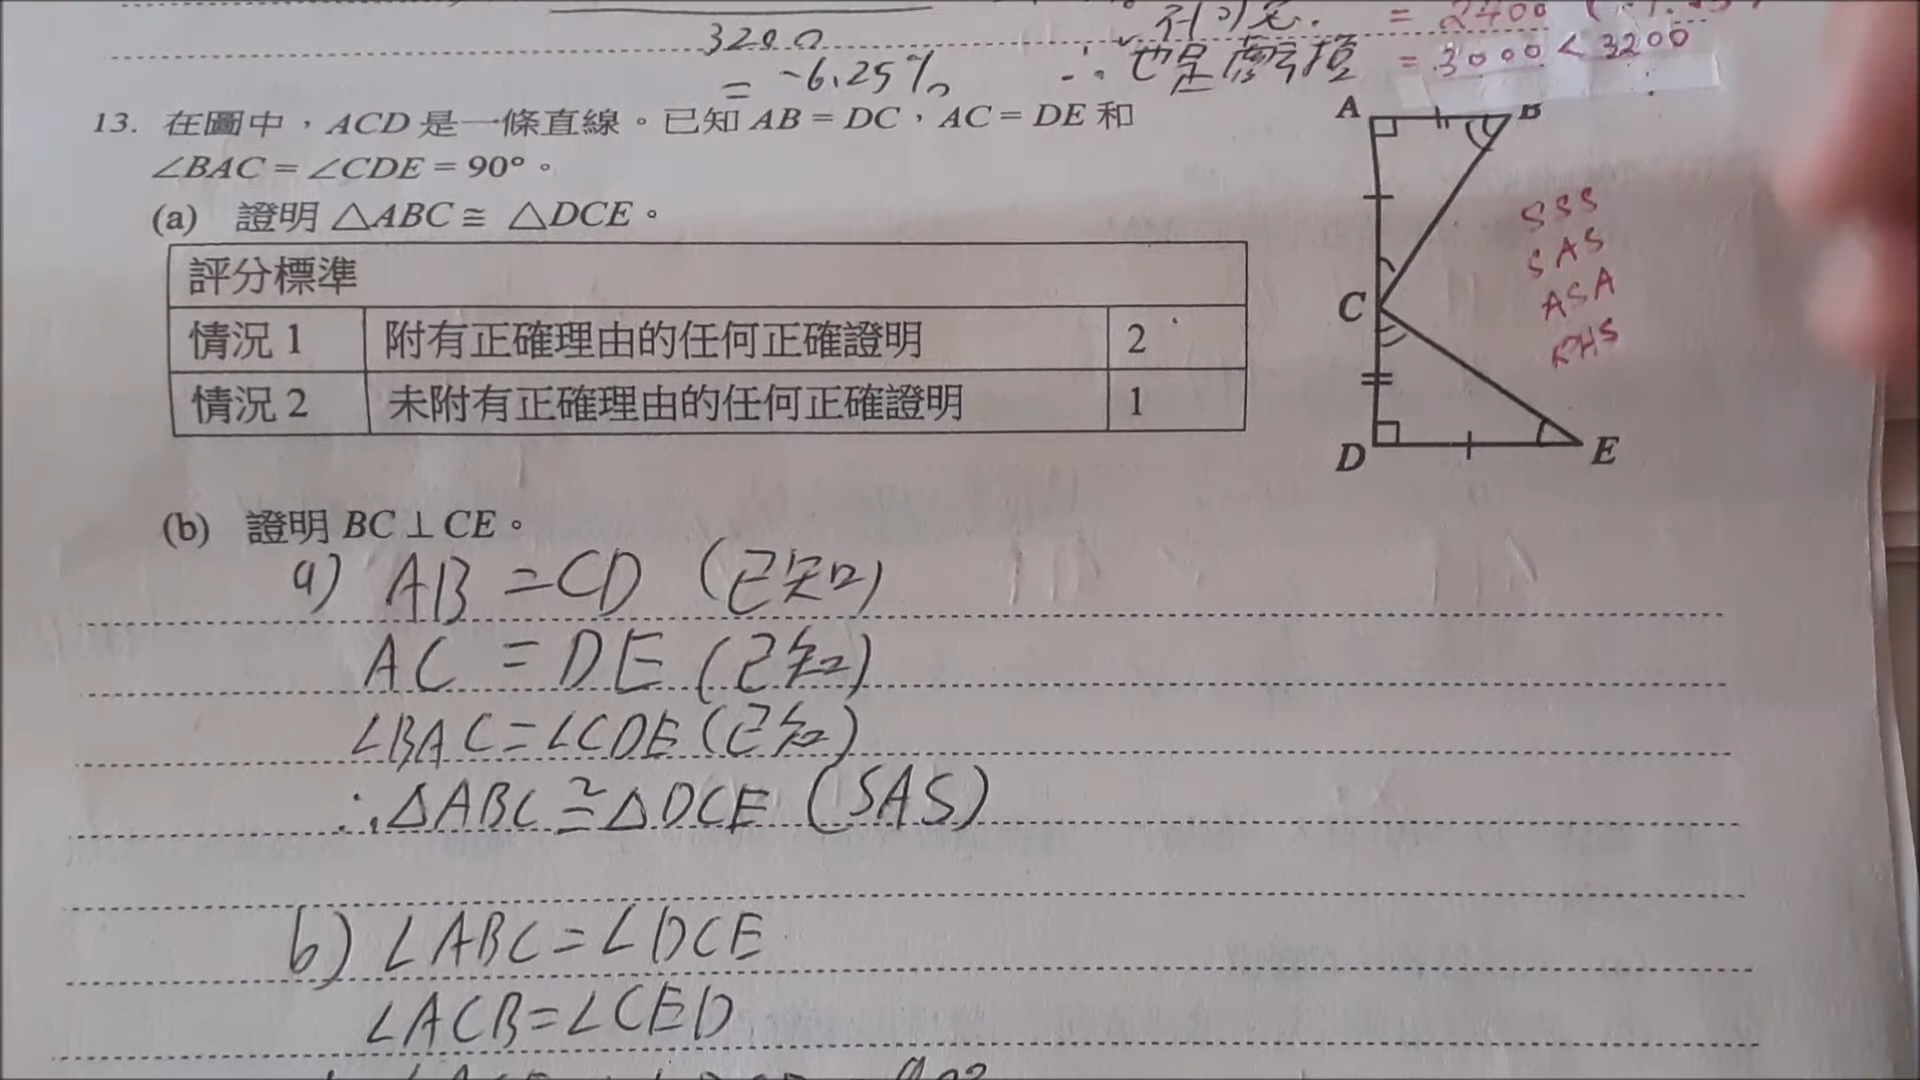 3200
= -6.25%
∴ 也是虧損
= 2400
= 3000 < 3200
13. 在圖中，ACD 是一條直線。已知 AB = DC，AC = DE 和
∠BAC = ∠CDE = 90°。
(a) 證明 △ABC ≅ △DCE。
評分標準
情況 1 附有正確理由的任何正確證明 2
情況 2 未附有正確理由的任何正確證明 1
A B
C
D E
SSS
SAS
ASA
RHS
(b) 證明 BC ⊥ CE。
a) AB = CD (已知)
AC = DE (已知)
∠BAC = ∠CDE (已知)
∴ △ABC ≅ △DCE (SAS)
b) ∠ABC = ∠DCE
∠ACB = ∠CED